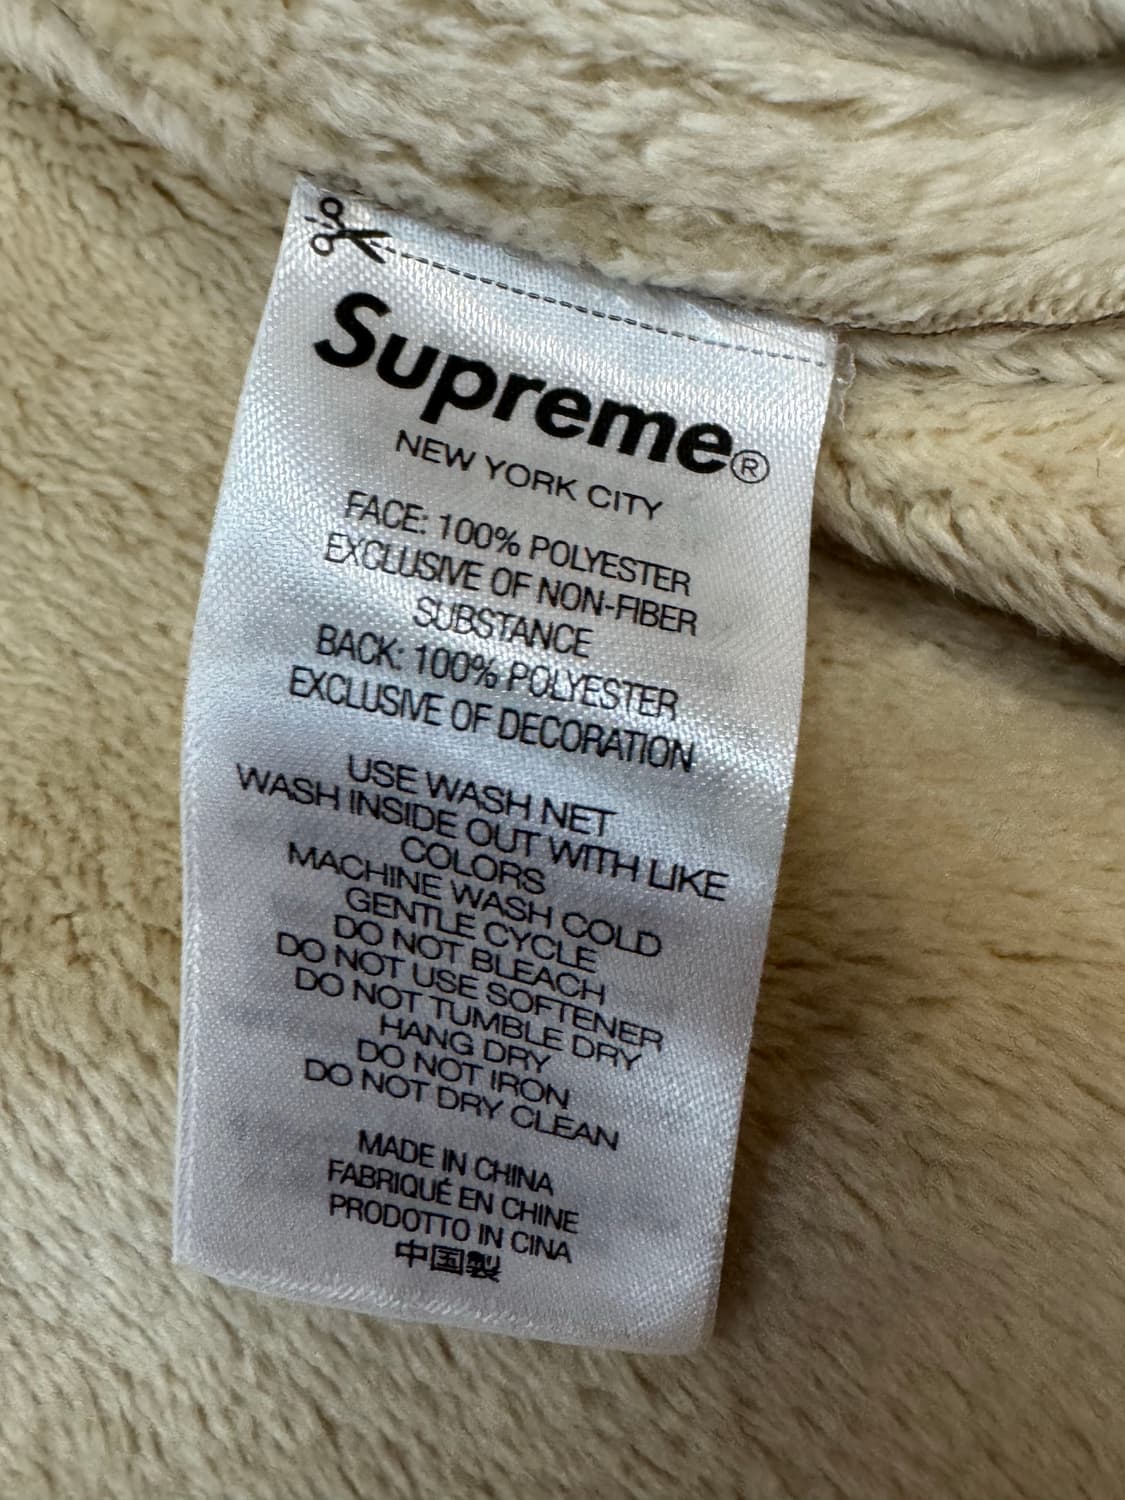 Supreme®
NEW YORK CITY
FACE: 100% POLYESTER
EXCLUSIVE OF NON-FIBER
SUBSTANCE
BACK: 100% POLYESTER
EXCLUSIVE OF DECORATION
USE WASH NET
WASH INSIDE OUT WITH LIKE
COLORS
MACHINE WASH COLD
GENTLE CYCLE
DO NOT BLEACH
DO NOT USE SOFTENER
DO NOT TUMBLE DRY
HANG DRY
DO NOT IRON
DO NOT DRY CLEAN
MADE IN CHINA
FABRIQUÉ EN CHINE
PRODOTTO IN CINA
中国製